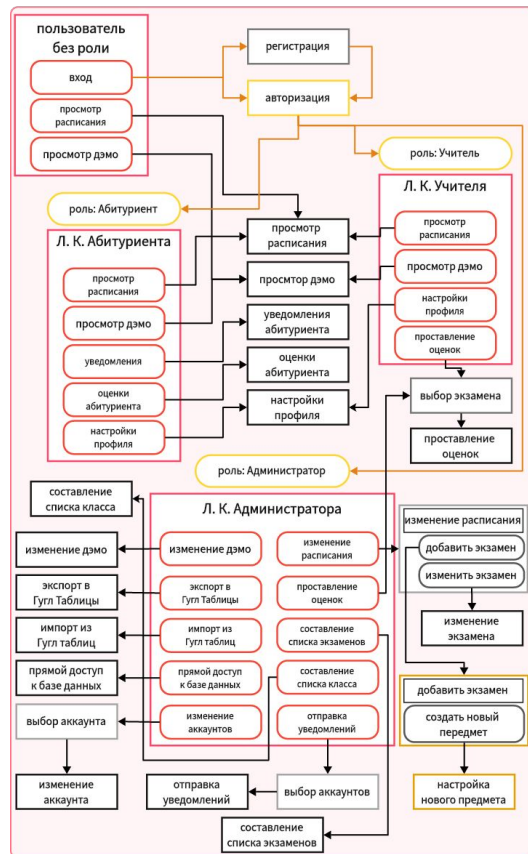 пользователь
без роли
вход
просмотр
расписания
просмотр дэмо
регистрация
авторизация
роль: Учитель
роль: Абитуриент
Л. К. Абитуриента
просмотр
расписания
просмотр дэмо
уведомления
оценки
абитуриента
настройки
профиля
просмотр
расписания
просмтор дэмо
уведомления
абитуриента
оценки
абитуриента
настройки
профиля
Л. К. Учителя
просмотр
расписания
просмотр дэмо
настройки
профиля
проставление
оценок
выбор экзамена
проставление
оценок
роль: Администратор
составление
списка класса
изменение дэмо
экспорт в
Гугл Таблицы
импорт из
Гугл таблиц
прямой доступ
к базе данных
выбор аккаунта
изменение
аккаунта
Л. К. Администратора
изменение дэмо
экспорт в
Гугл Таблицы
импорт из
Гугл таблиц
прямой доступ
к базе данных
изменение
аккаунтов
изменение
расписания
проставление
оценок
составление
списка экзаменов
составление
списка класса
отправка
уведомлений
изменение расписания
добавить экзамен
изменить экзамен
изменение
экзамена
добавить экзамен
создать новый
передмет
настройка
нового предмета
отправка
уведомлений
выбор аккаунтов
составление
списка экзаменов